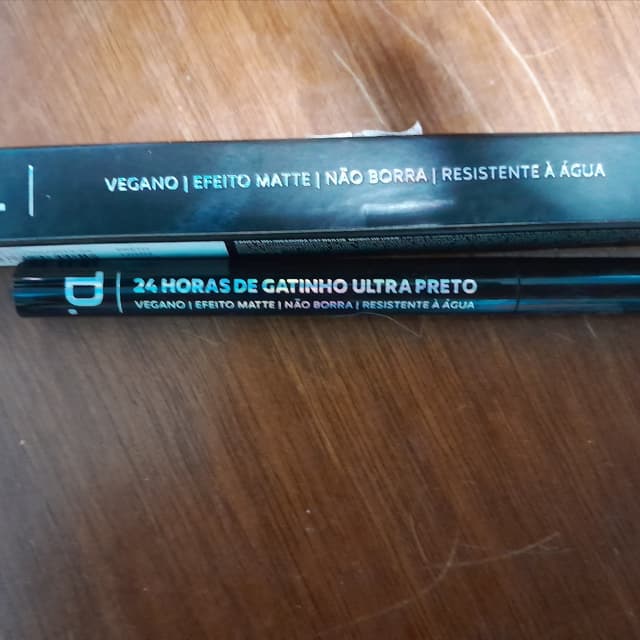 VEGANO | EFEITO MATTE | NÃO BORRA | RESISTENTE À ÁGUA
D. | 24 HORAS DE GATINHO ULTRA PRETO
VEGANO | EFEITO MATTE | NÃO BORRA | RESISTENTE À ÁGUA